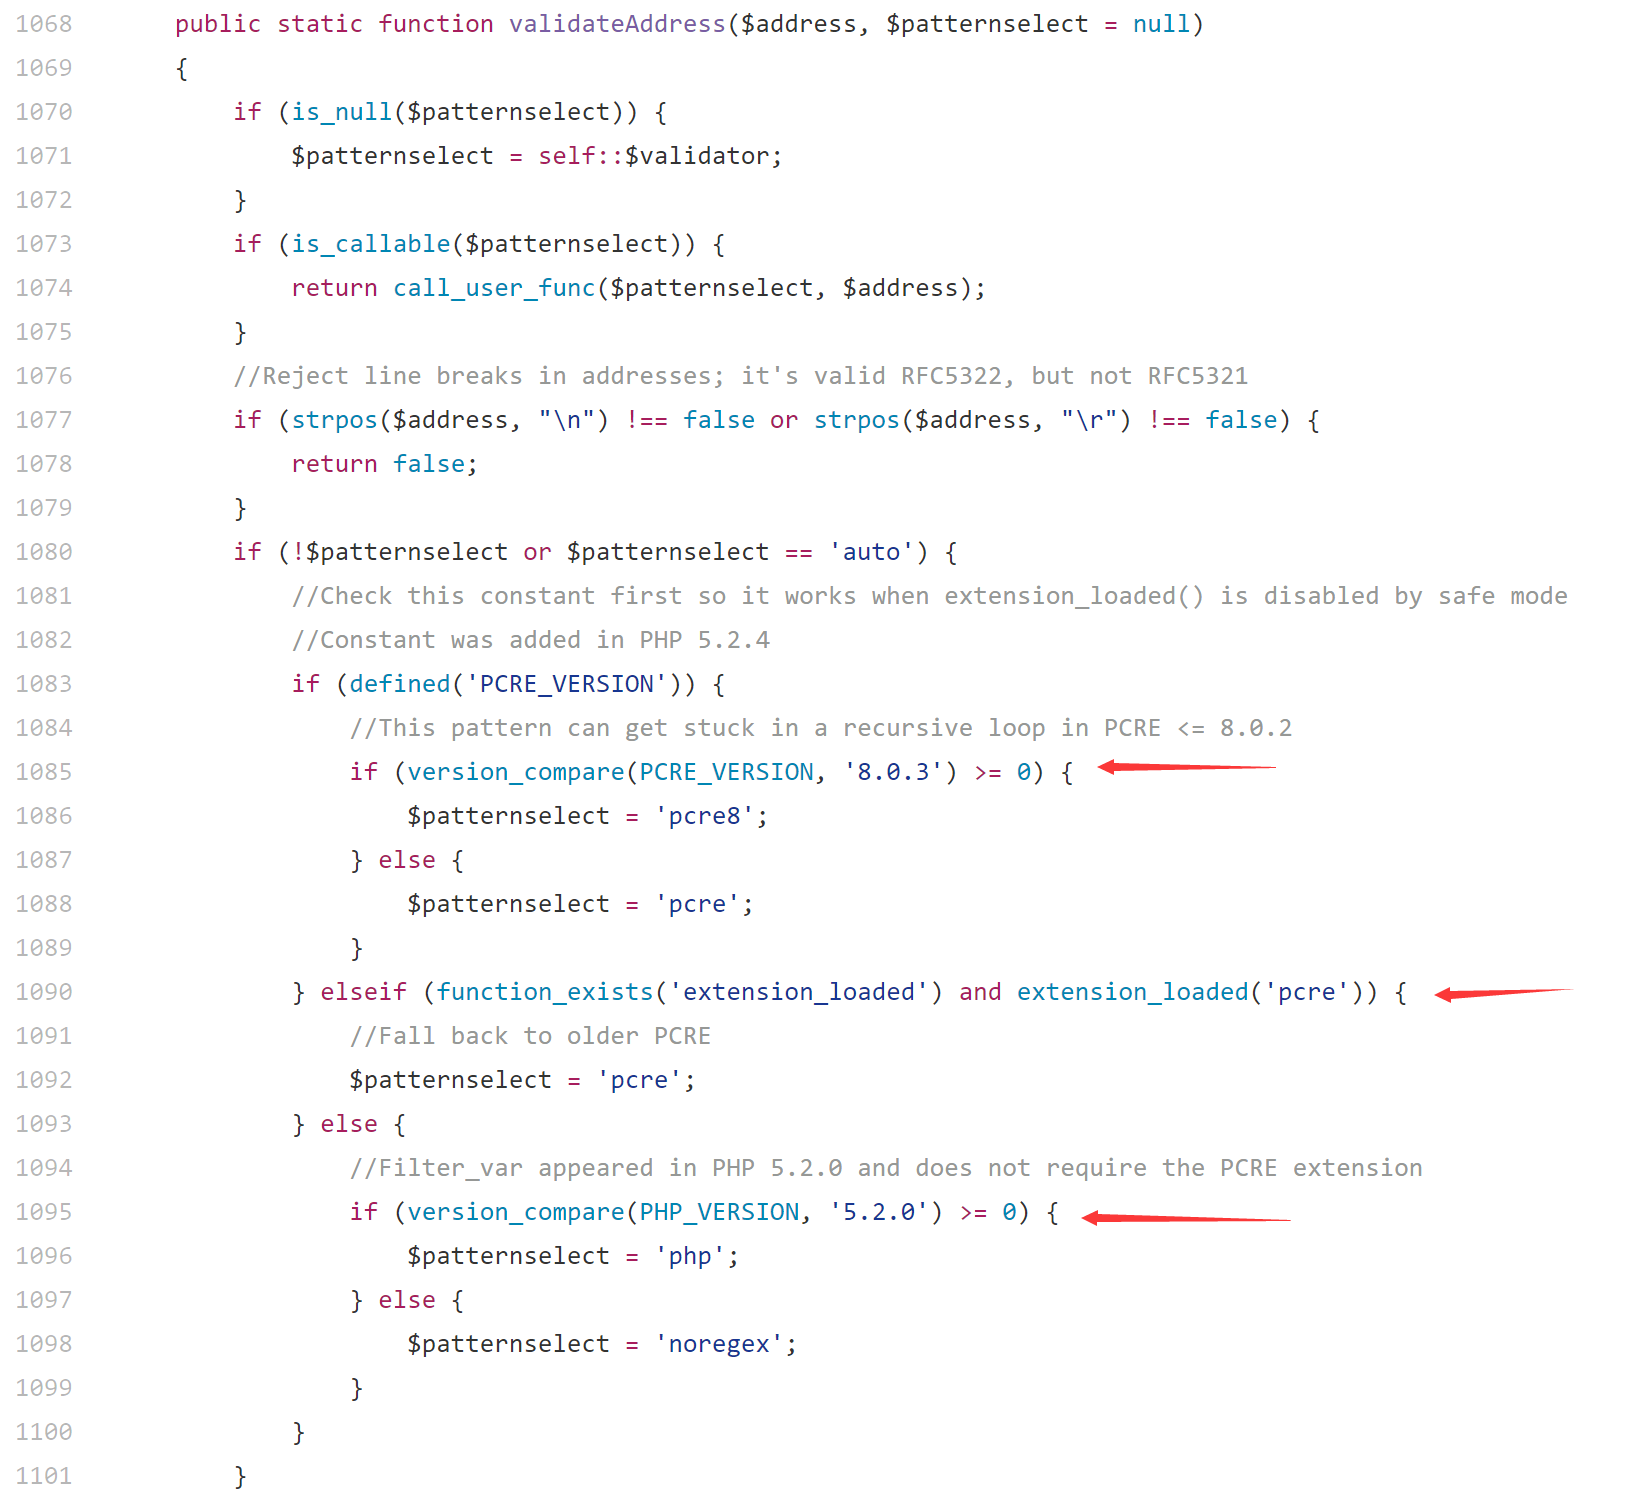 1068 public static function validateAddress($address, $patternselect = null)
1069 {
1070 if (is_null($patternselect)) {
1071 $patternselect = self::$validator;
1072 }
1073 if (is_callable($patternselect)) {
1074 return call_user_func($patternselect, $address);
1075 }
1076 //Reject line breaks in addresses; it's valid RFC5322, but not RFC5321
1077 if (strpos($address, "\n") !== false or strpos($address, "\r") !== false) {
1078 return false;
1079 }
1080 if (!$patternselect or $patternselect == 'auto') {
1081 //Check this constant first so it works when extension_loaded() is disabled by safe mode
1082 //Constant was added in PHP 5.2.4
1083 if (defined('PCRE_VERSION')) {
1084 //This pattern can get stuck in a recursive loop in PCRE <= 8.0.2
1085 if (version_compare(PCRE_VERSION, '8.0.3') >= 0) {
1086 $patternselect = 'pcre8';
1087 } else {
1088 $patternselect = 'pcre';
1089 }
1090 } elseif (function_exists('extension_loaded') and extension_loaded('pcre')) {
1091 //Fall back to older PCRE
1092 $patternselect = 'pcre';
1093 } else {
1094 //Filter_var appeared in PHP 5.2.0 and does not require the PCRE extension
1095 if (version_compare(PHP_VERSION, '5.2.0') >= 0) {
1096 $patternselect = 'php';
1097 } else {
1098 $patternselect = 'noregex';
1099 }
1100 }
1101 }